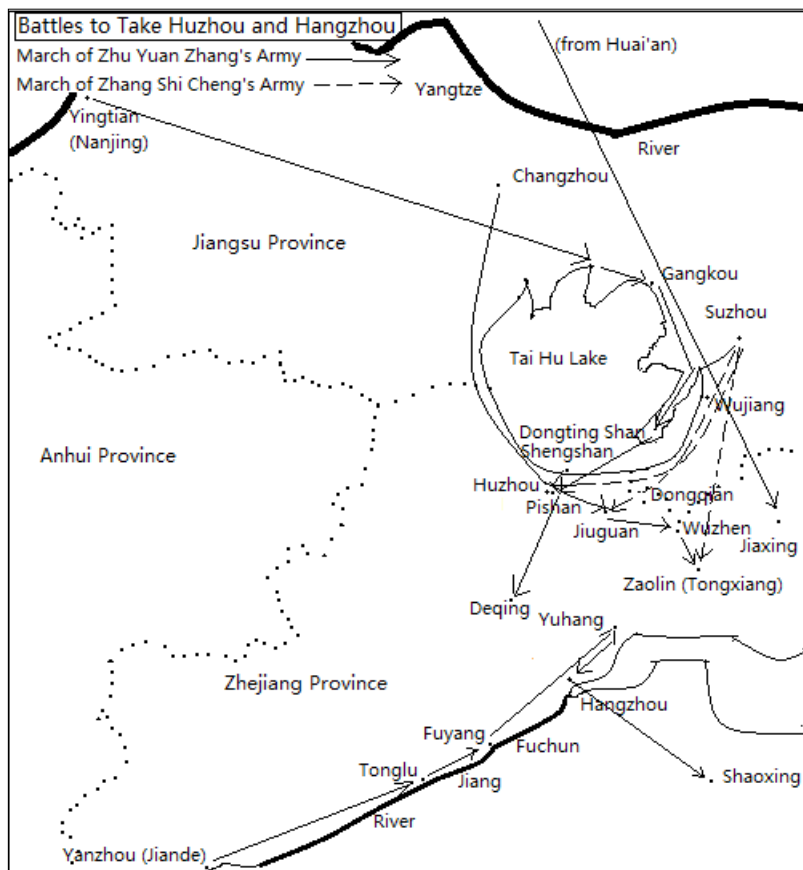 Battles to Take Huzhou and Hangzhou
March of Zhu Yuan Zhang's Army
March of Zhang Shi Cheng's Army
(from Huai'an)
Yangtze
Yingtian
(Nanjing)
River
Changzhou
Jiangsu Province
Gangkou
Suzhou
Tai Hu Lake
Wujiang
Dongting Shan
Shengshan
Anhui Province
Huzhou
Dongqian
Pishan
Jiuguan
Wuzhen
Jiaxing
Zaolin (Tongxiang)
Deqing
Yuhang
Zhejiang Province
Hangzhou
Fuyang
Fuchun
Tonglu
Jiang
Shaoxing
River
Yanzhou (Jiande)